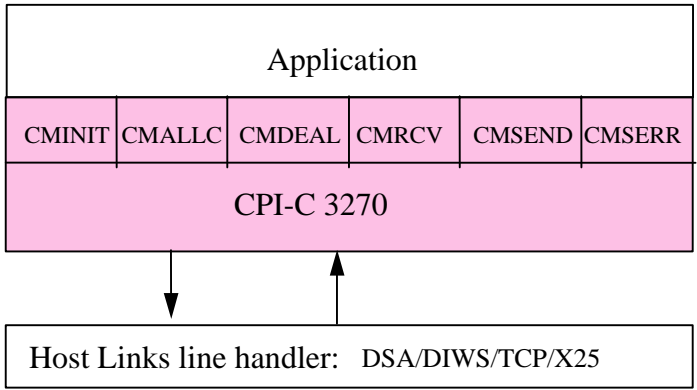 Application
CMINIT CMALLC CMDEAL CMRCV CMSEND CMSERR
CPI-C 3270
Host Links line handler: DSA/DIWS/TCP/X25